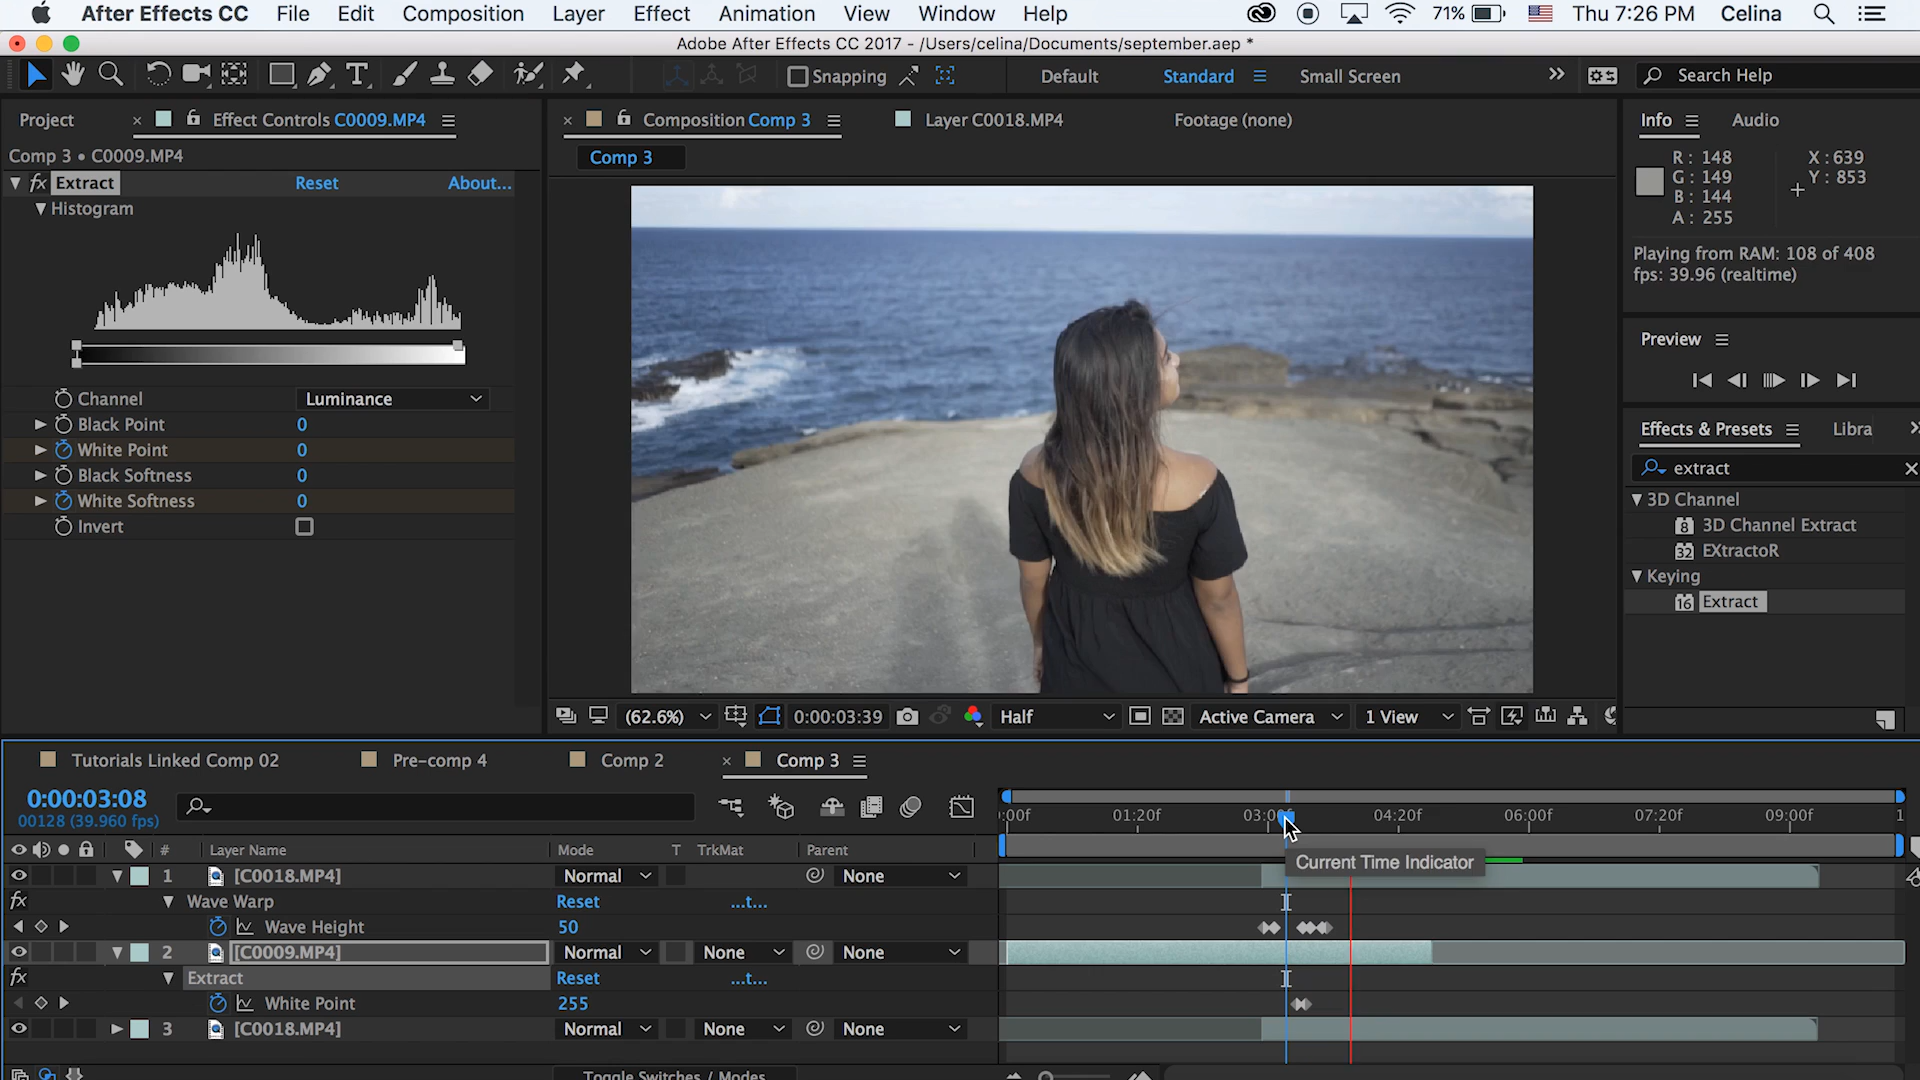 After Effects CC File Edit Composition Layer Effect Animation View Window Help 71% Thu 7:26 PM Celina
Adobe After Effects CC 2017 - /Users/celina/Documents/september.aep *
Snapping Default Standard Small Screen Search Help
Project × Effect Controls C0009.MP4
Comp 3 • C0009.MP4
fx Extract Reset About...
Histogram
Channel Luminance
Black Point 0
White Point 0
Black Softness 0
White Softness 0
Invert
× Composition Comp 3 Layer C0018.MP4 Footage (none)
Comp 3
(62.6%) 0:00:03:39 Half Active Camera 1 View
Info Audio
R: 148 X: 639
G: 149 Y: 853
B: 144
A: 255
Playing from RAM: 108 of 408
fps: 39.96 (realtime)
Preview
Effects & Presets Libra
extract
3D Channel
8 3D Channel Extract
32 EXtractoR
Keying
16 Extract
Tutorials Linked Comp 02 Pre-comp 4 Comp 2 × Comp 3
0:00:03:08
00128 (39.960 fps)
:00f 01:20f 03:00f 04:20f 06:00f 07:20f 09:00f 1
# Layer Name Mode T TrkMat Parent
Current Time Indicator
1 [C0018.MP4] Normal None
fx Wave Warp Reset ...t...
Wave Height 50
2 [C0009.MP4] Normal None None
fx Extract Reset ...t...
White Point 255
3 [C0018.MP4] Normal None None
Toggle Switches / Modes